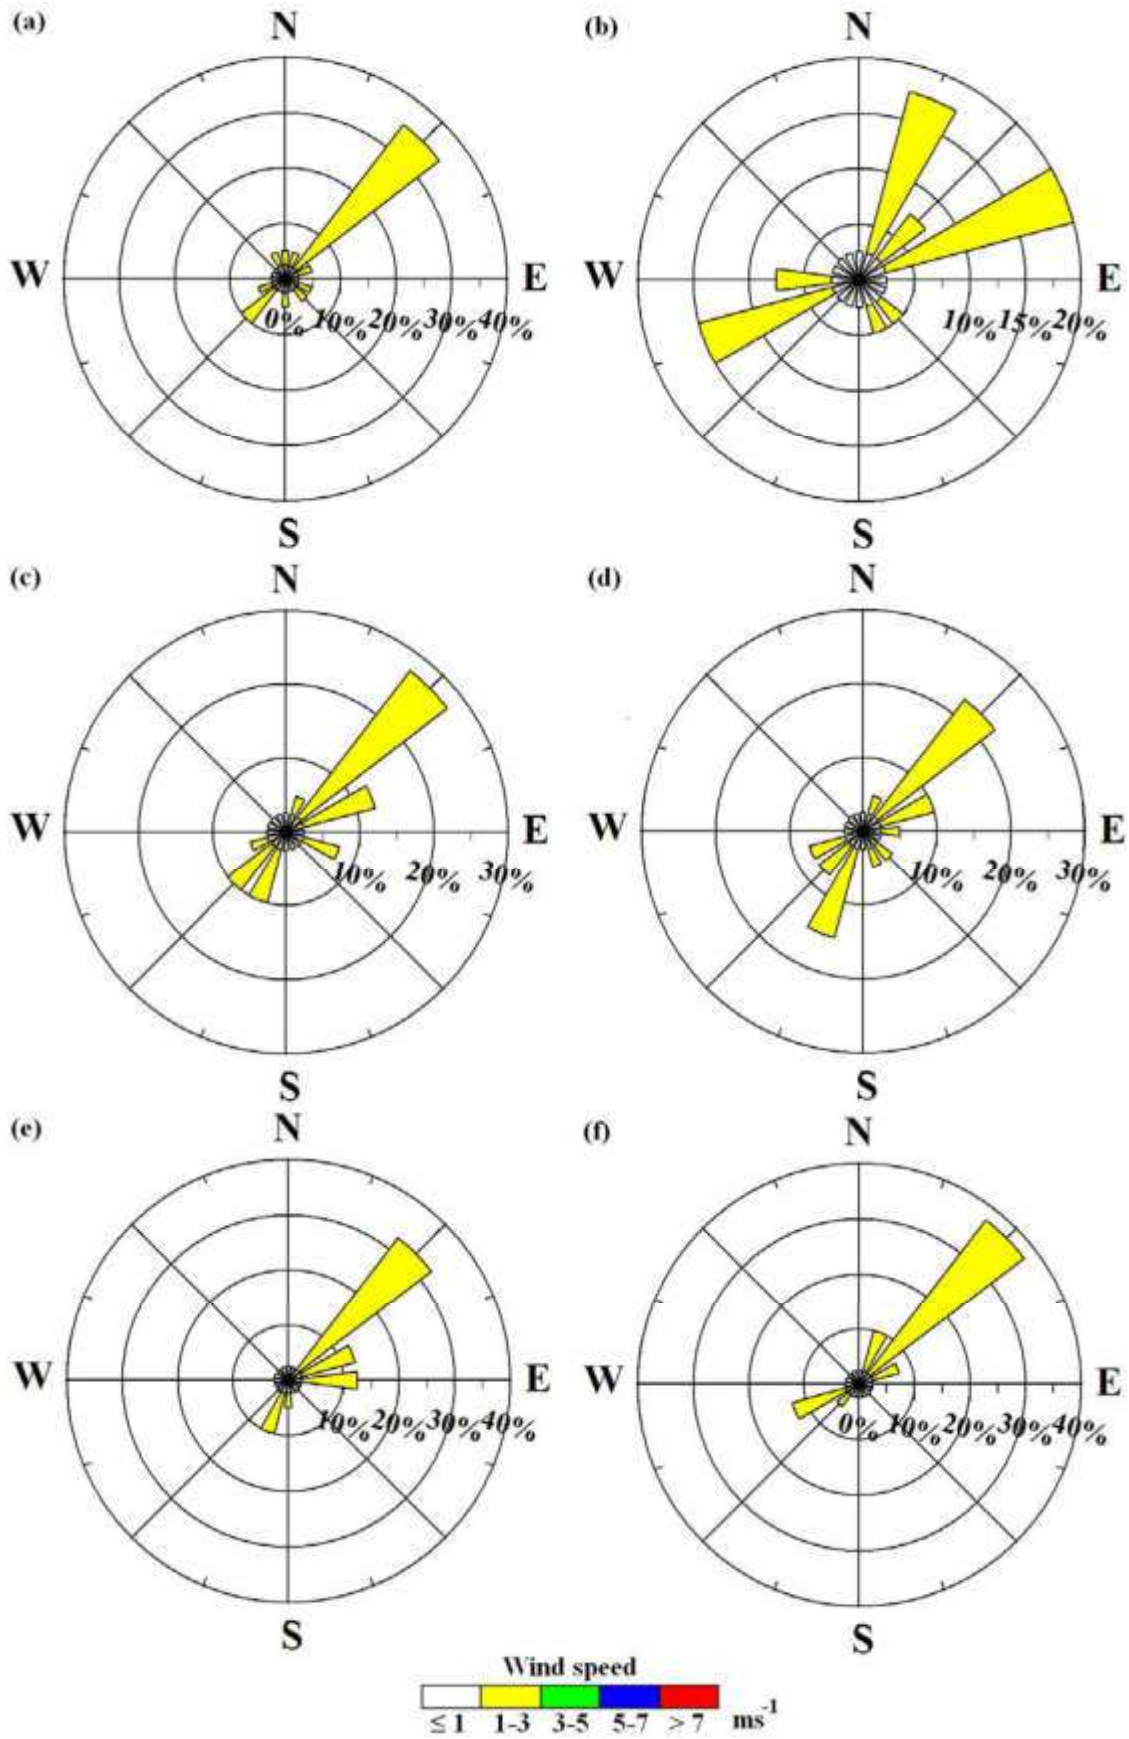 (a)
N
W
E
0% 10% 20% 30% 40%
S
(b)
N
W
E
10% 15% 20%
S
(c)
N
W
E
10% 20% 30%
S
(d)
N
W
E
10% 20% 30%
S
(e)
N
W
E
10% 20% 30% 40%
S
(f)
N
W
E
0% 10% 20% 30% 40%
S
Wind speed
≤ 1 1-3 3-5 5-7 > 7 ms⁻¹